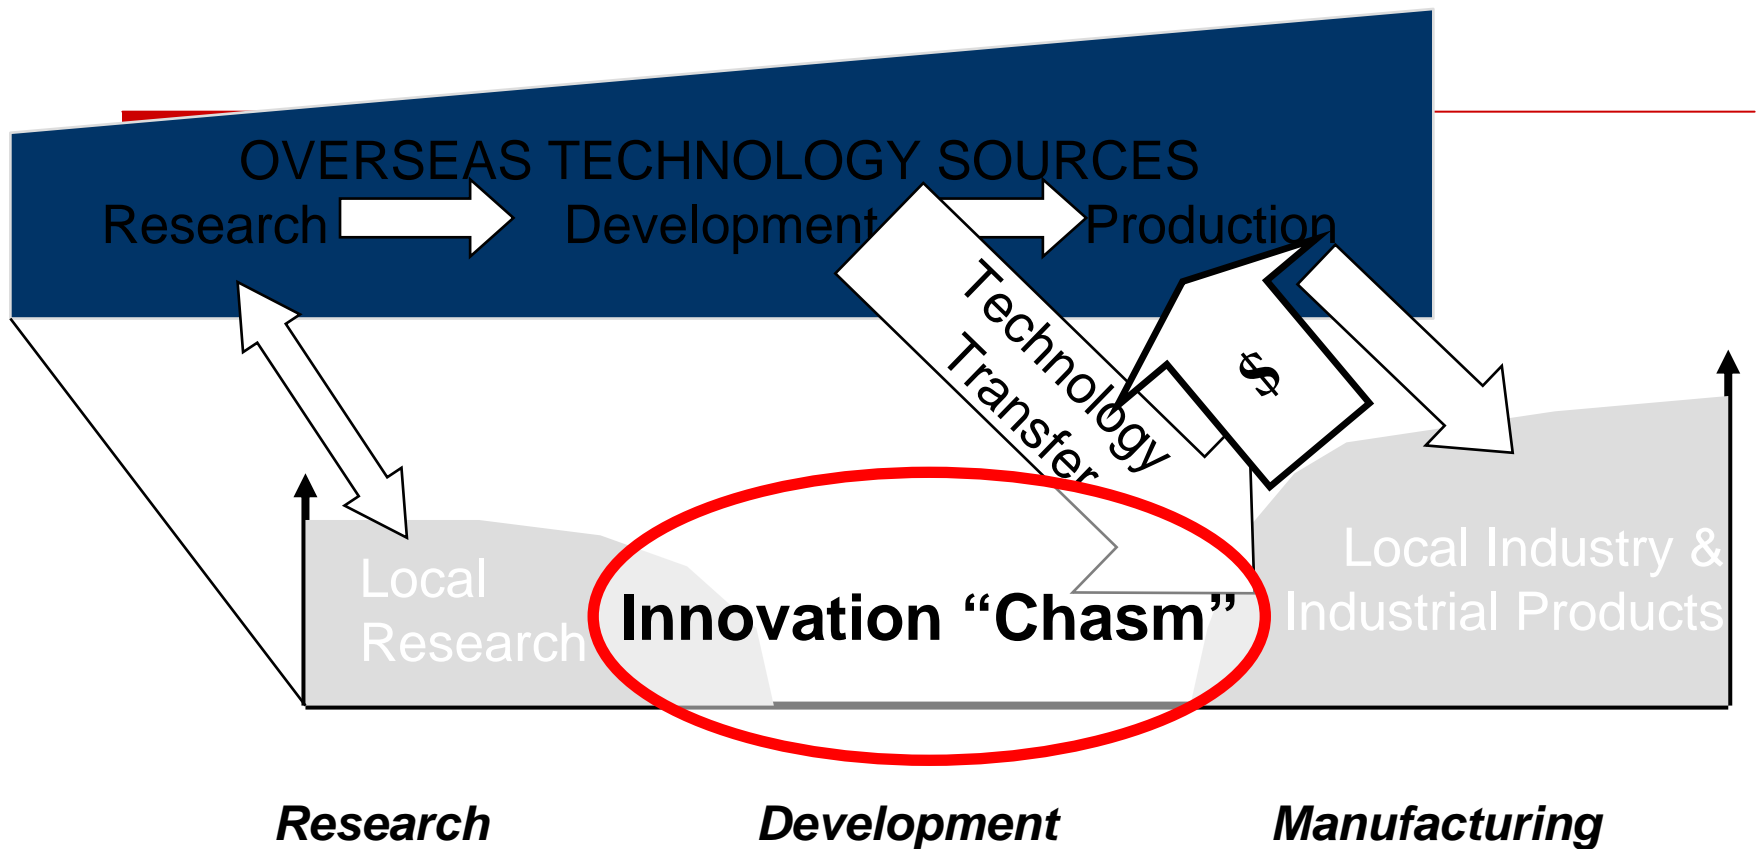 OVERSEAS TECHNOLOGY SOURCES
Research Development Production
Technology
Transfer
$
Local
Research
Innovation “Chasm”
Local Industry &
Industrial Products
Research Development Manufacturing